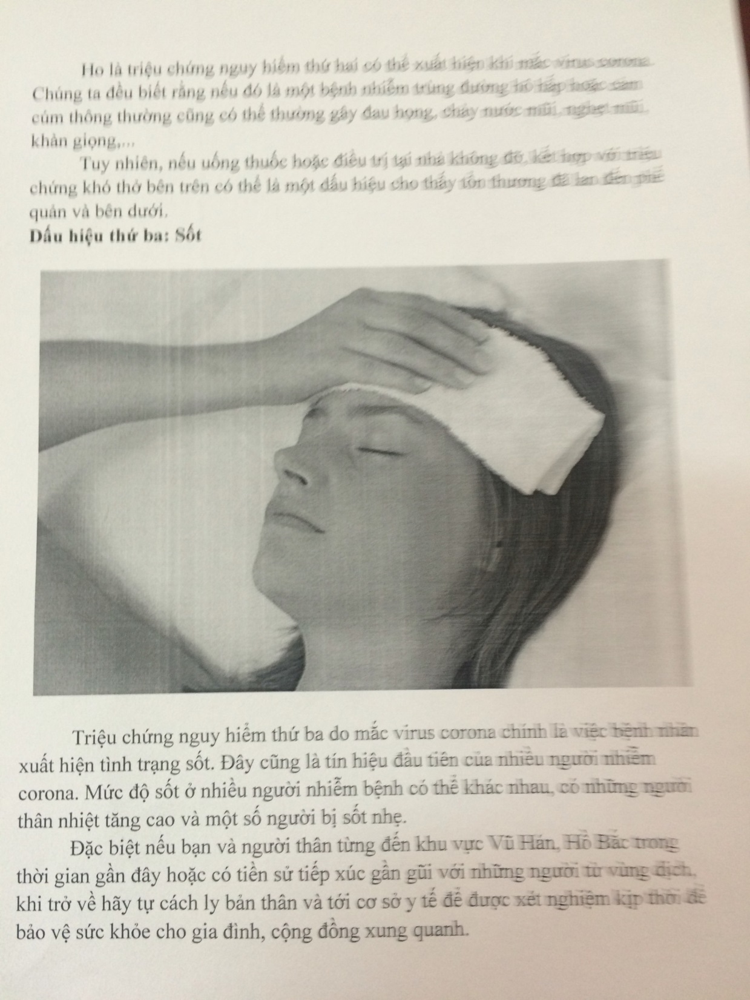 Ho là triệu chứng nguy hiểm thứ hai có thể xuất hiện khi mắc virus corona.
Chúng ta đều biết rằng nếu đó là một bệnh nhiễm trùng đường hô hấp hoặc cảm
cúm thông thường cũng có thể thường gây đau họng, chảy nước mũi, nghẹt mũi,
khàn giọng,...
Tuy nhiên, nếu uống thuốc hoặc điều trị tại nhà không đỡ, kết hợp với triệu
chứng khó thở bên trên có thể là một dấu hiệu cho thấy tổn thương đã lan đến phế
quản và bên dưới.
Dấu hiệu thứ ba: Sốt
Triệu chứng nguy hiểm thứ ba do mắc virus corona chính là việc bệnh nhân
xuất hiện tình trạng sốt. Đây cũng là tín hiệu đầu tiên của nhiều người nhiễm
corona. Mức độ sốt ở nhiều người nhiễm bệnh có thể khác nhau, có những người
thân nhiệt tăng cao và một số người bị sốt nhẹ.
Đặc biệt nếu bạn và người thân từng đến khu vực Vũ Hán, Hồ Bắc trong
thời gian gần đây hoặc có tiền sử tiếp xúc gần gũi với những người từ vùng dịch,
khi trở về hãy tự cách ly bản thân và tới cơ sở y tế để được xét nghiệm kịp thời để
bảo vệ sức khỏe cho gia đình, cộng đồng xung quanh.